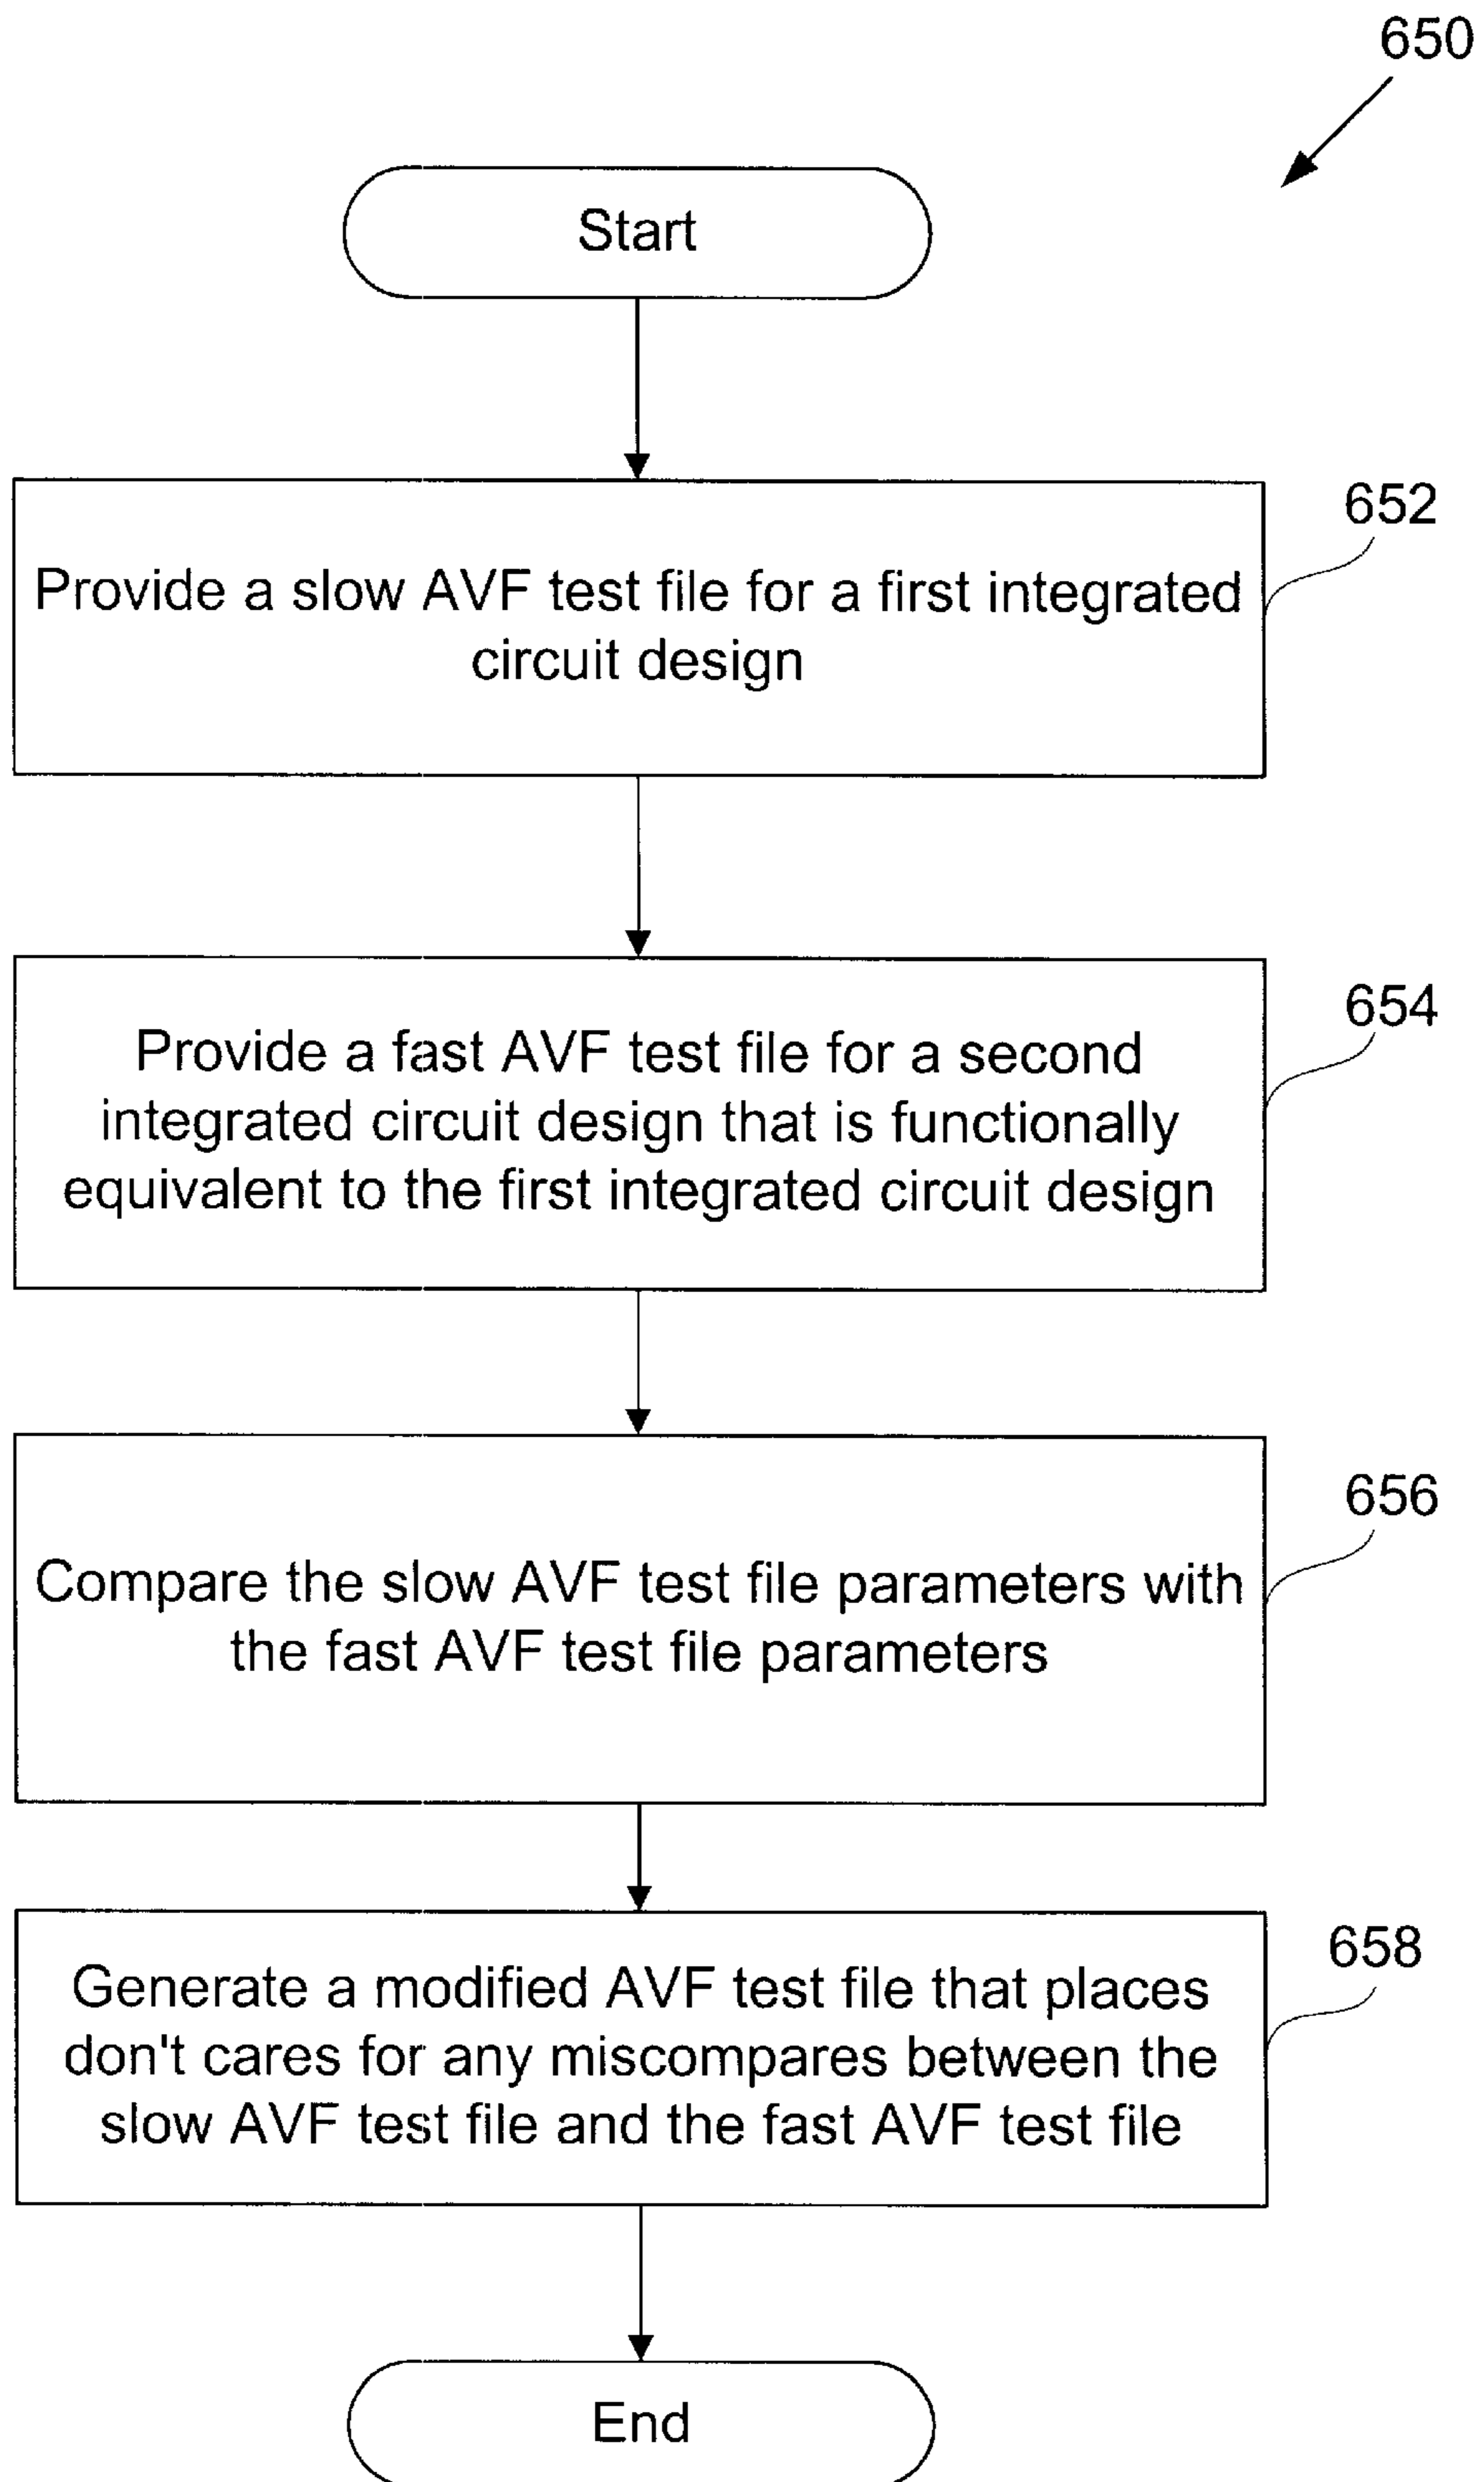 650
Start
652
Provide a slow AVF test file for a first integrated
circuit design
654
Provide a fast AVF test file for a second
integrated circuit design that is functionally
equivalent to the first integrated circuit design
656
Compare the slow AVF test file parameters with
the fast AVF test file parameters
658
Generate a modified AVF test file that places
don't cares for any miscompares between the
slow AVF test file and the fast AVF test file
End